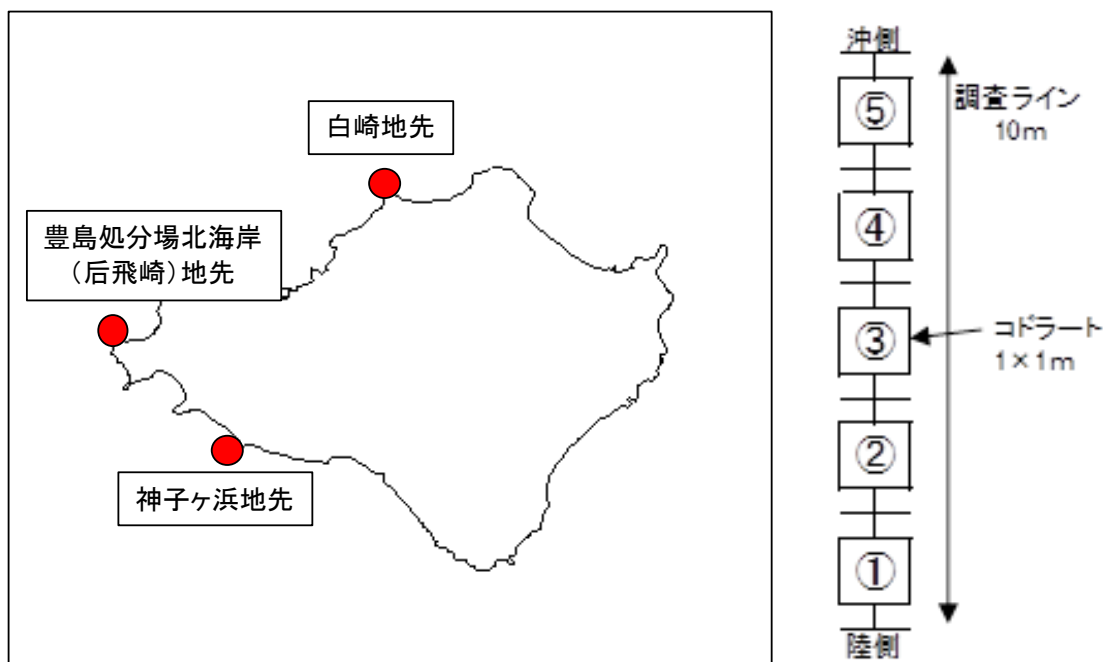 白崎地先
豊島処分場北海岸
（后飛崎）地先
神子ヶ浜地先
沖側
⑤
調査ライン
10m
④
③
コドラート
1×1m
②
①
陸側